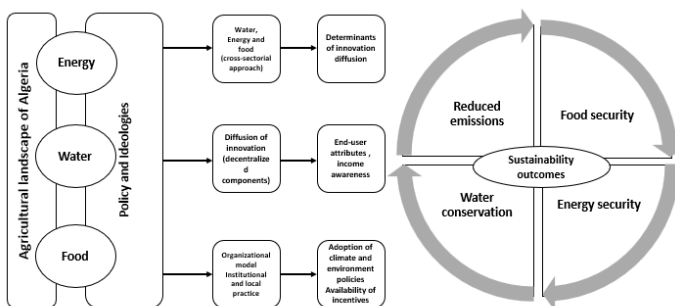 Agricultural landscape of Algeria
Energy
Water
Food
Policy and Ideologies
Water,
Energy and
food
(cross-sectorial
approach)
Determinants
of innovation
diffusion
Diffusion of
innovation
(decentralize
d
components)
End-user
attributes ,
income
awareness
Organizational
model
Institutional
and local
practice
Adoption of
climate and
environment
policies
Availability of
incentives
Reduced
emissions
Food security
Sustainability
outcomes
Water
conservation
Energy security